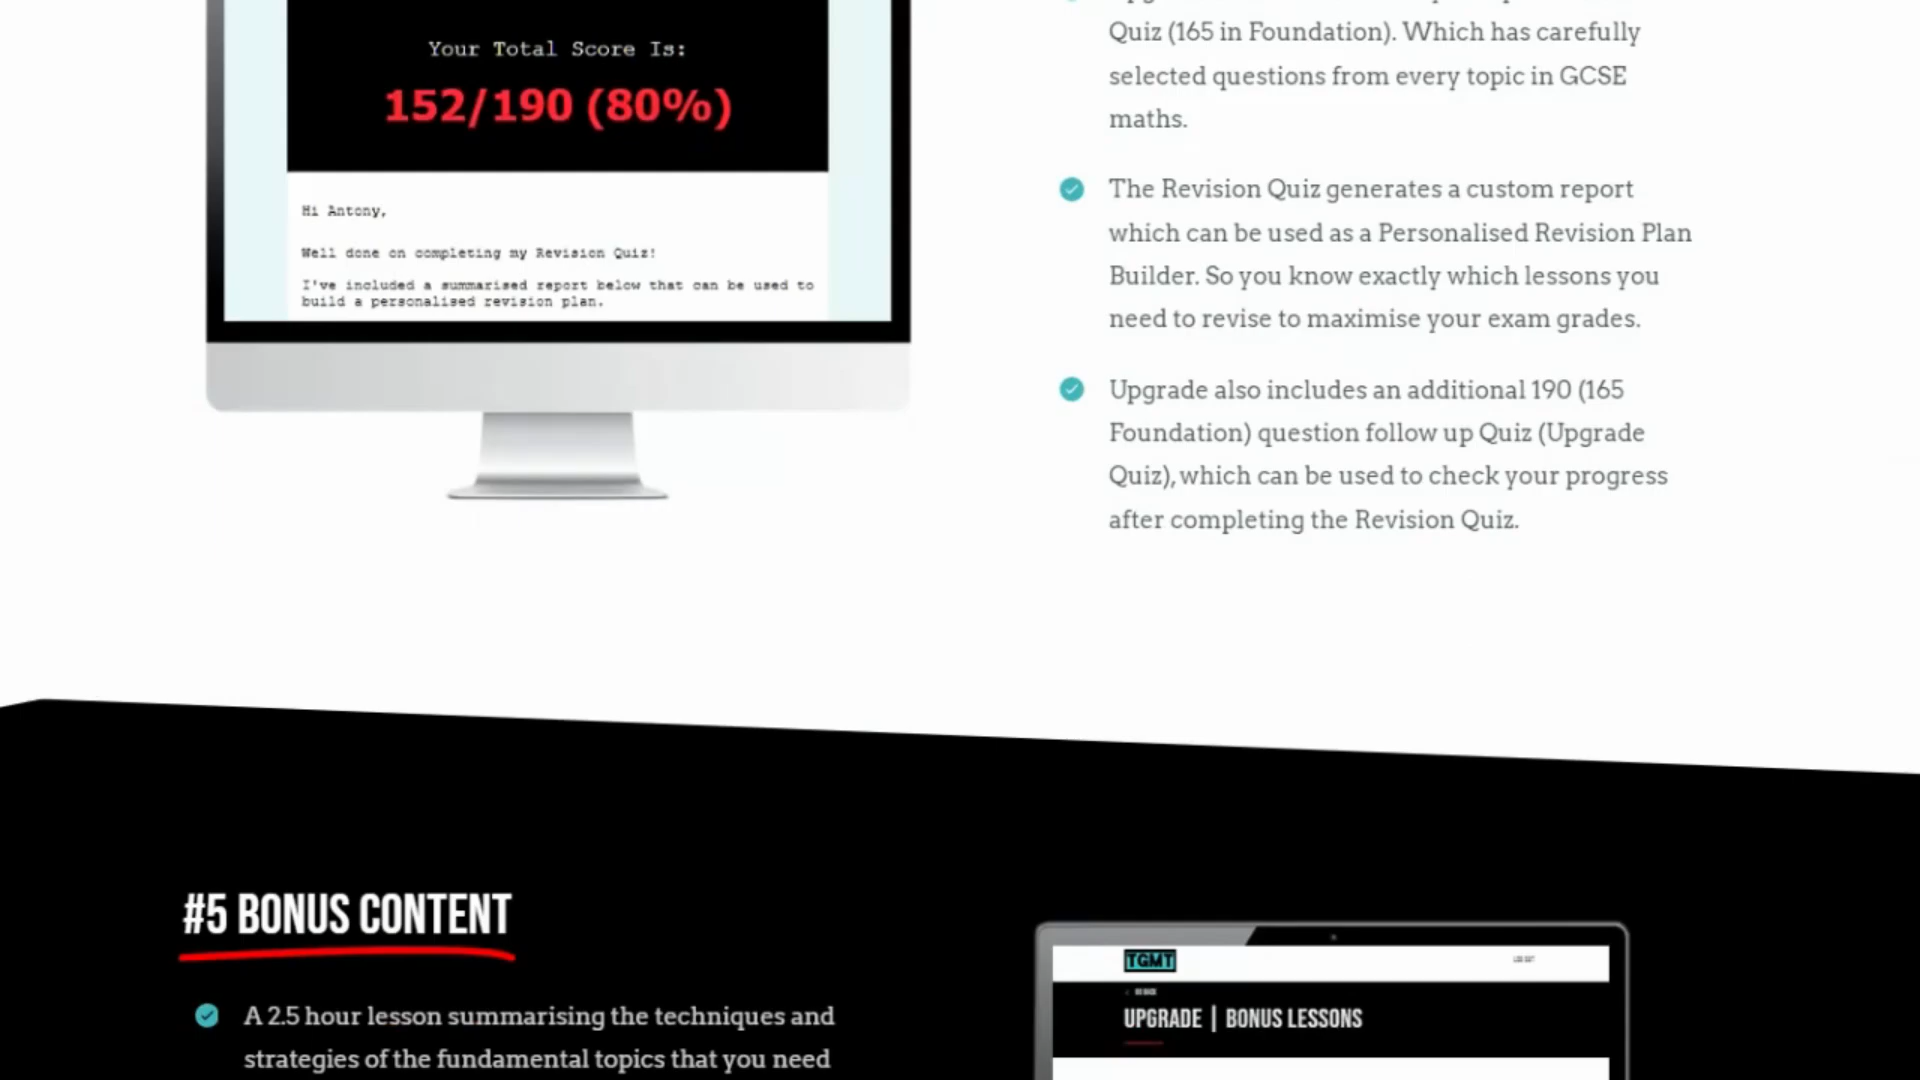 Your Total Score Is:
152/190 (80%)
Hi Antony,
Well done on completing my Revision Quiz!
I've included a summarised report below that can be used to
build a personalised revision plan.
Quiz (165 in Foundation). Which has carefully
selected questions from every topic in GCSE
maths.
The Revision Quiz generates a custom report
which can be used as a Personalised Revision Plan
Builder. So you know exactly which lessons you
need to revise to maximise your exam grades.
Upgrade also includes an additional 190 (165
Foundation) question follow up Quiz (Upgrade
Quiz), which can be used to check your progress
after completing the Revision Quiz.
#5 BONUS CONTENT
A 2.5 hour lesson summarising the techniques and
strategies of the fundamental topics that you need
TGMT
LOG OUT
GO BACK
UPGRADE | BONUS LESSONS